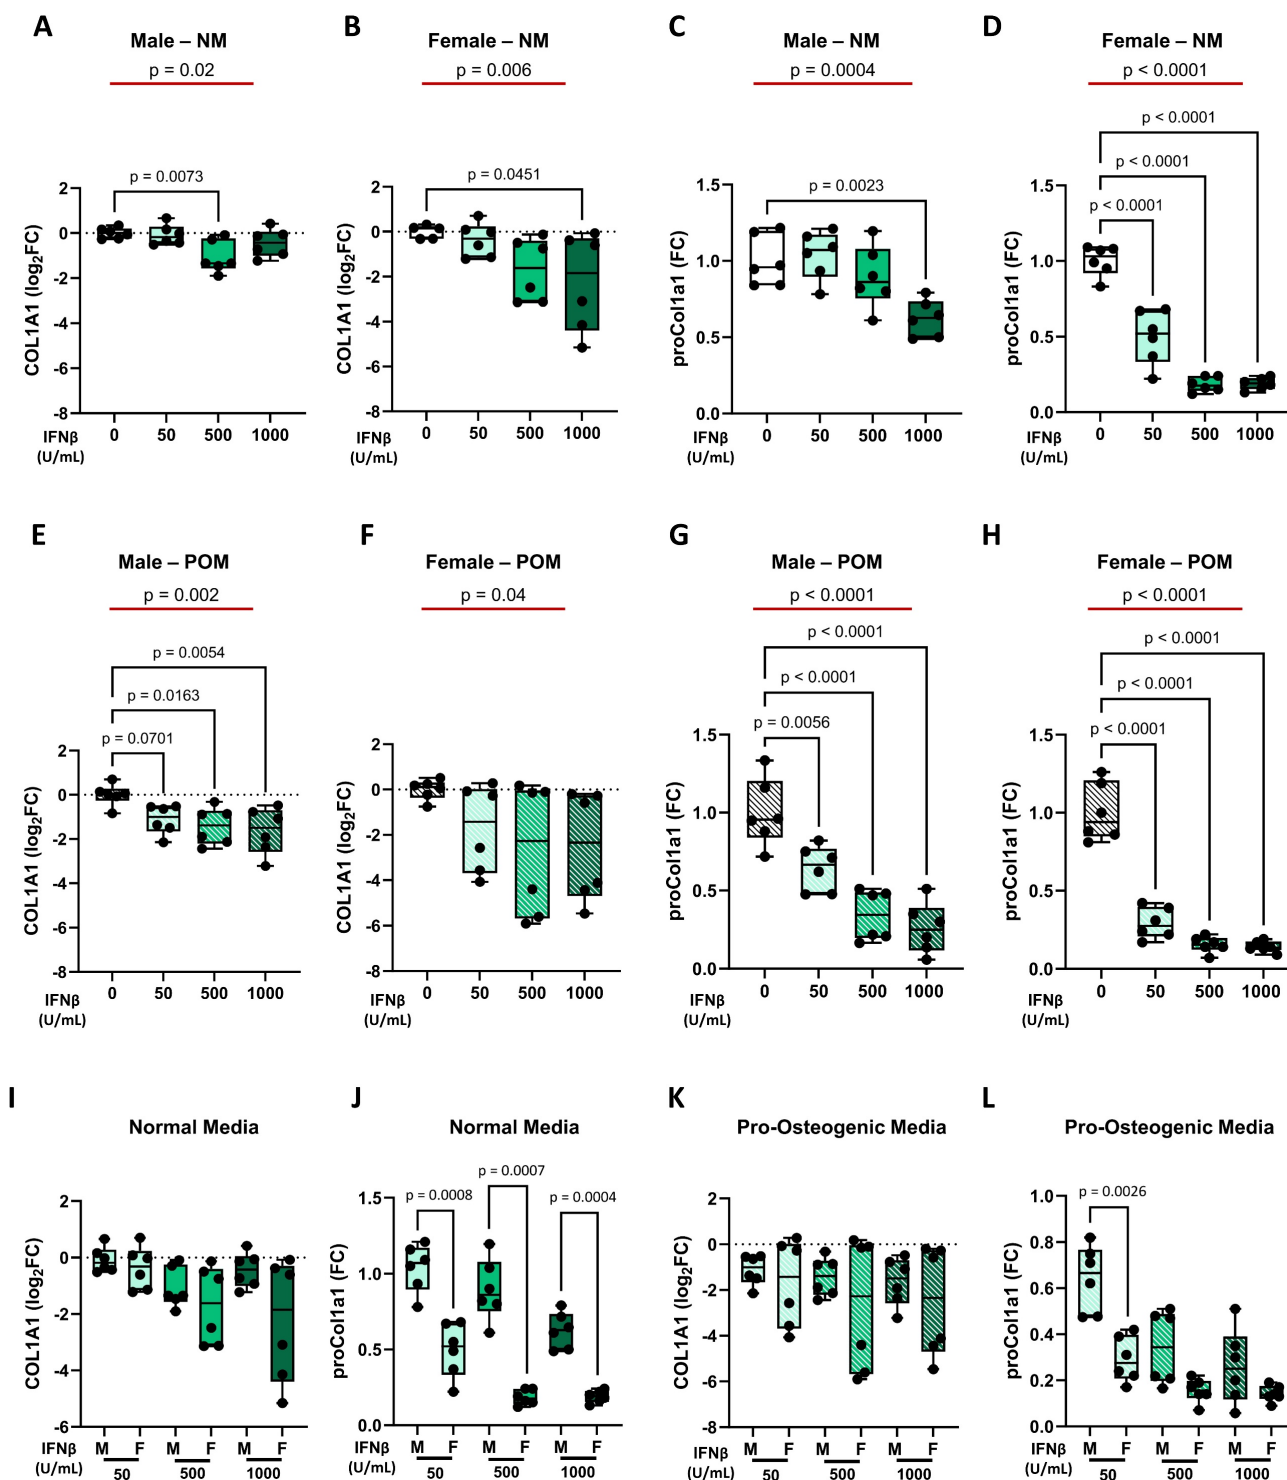 A
Male – NM
p = 0.02
p = 0.0073
COL1A1 (log₂FC)
2
0
-2
-4
-6
-8
IFNβ
(U/mL)
0 50 500 1000
B
Female – NM
p = 0.006
p = 0.0451
COL1A1 (log₂FC)
2
0
-2
-4
-6
-8
IFNβ
(U/mL)
0 50 500 1000
C
Male – NM
p = 0.0004
p = 0.0023
proCol1a1 (FC)
1.5
1.0
0.5
0.0
IFNβ
(U/mL)
0 50 500 1000
D
Female – NM
p < 0.0001
p < 0.0001
p < 0.0001
p < 0.0001
proCol1a1 (FC)
1.5
1.0
0.5
0.0
IFNβ
(U/mL)
0 50 500 1000
E
Male – POM
p = 0.002
p = 0.0054
p = 0.0163
p = 0.0701
COL1A1 (log₂FC)
2
0
-2
-4
-6
-8
IFNβ
(U/mL)
0 50 500 1000
F
Female – POM
p = 0.04
COL1A1 (log₂FC)
2
0
-2
-4
-6
-8
IFNβ
(U/mL)
0 50 500 1000
G
Male – POM
p < 0.0001
p < 0.0001
p < 0.0001
p = 0.0056
proCol1a1 (FC)
1.5
1.0
0.5
0.0
IFNβ
(U/mL)
0 50 500 1000
H
Female – POM
p < 0.0001
p < 0.0001
p < 0.0001
p < 0.0001
proCol1a1 (FC)
1.5
1.0
0.5
0.0
IFNβ
(U/mL)
0 50 500 1000
I
Normal Media
COL1A1 (log₂FC)
2
0
-2
-4
-6
IFNβ
(U/mL)
M F M F M F
50 500 1000
J
Normal Media
p = 0.0007
p = 0.0008
p = 0.0004
proCol1a1 (FC)
1.5
1.0
0.5
0.0
IFNβ
(U/mL)
M F M F M F
50 500 1000
K
Pro-Osteogenic Media
COL1A1 (log₂FC)
2
0
-2
-4
-6
-8
IFNβ
(U/mL)
M F M F M F
50 500 1000
L
Pro-Osteogenic Media
p = 0.0026
proCol1a1 (FC)
1.0
0.8
0.6
0.4
0.2
0.0
IFNβ
(U/mL)
M F M F M F
50 500 1000